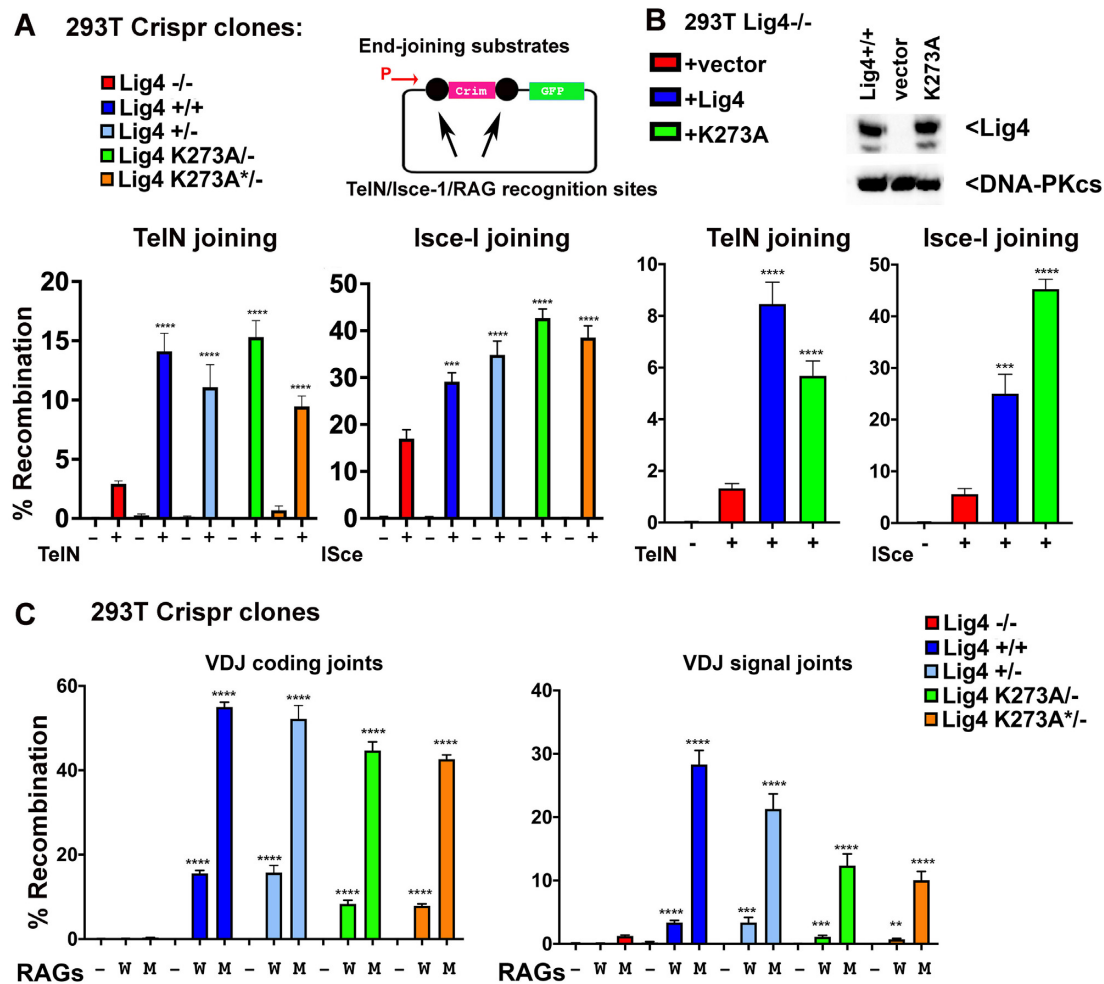 A 293T Crispr clones:
Lig4 -/-
Lig4 +/+
Lig4 +/-
Lig4 K273A/-
Lig4 K273A*/-
End-joining substrates
P
Crim GFP
TelN/Isce-1/RAG recognition sites
B 293T Lig4-/-
+vector
+Lig4
+K273A
Lig4+/+ vector K273A
<Lig4
<DNA-PKcs
TelN joining
% Recombination
20
15
10
5
0
**** **** **** ****
- + - + - + - + - +
TelN
Isce-I joining
50
40
30
20
10
0
*** **** **** ****
- + - + - + - + - +
ISce
TelN joining
10
8
6
4
2
0
**** ****
- + + +
TelN
Isce-I joining
50
40
30
20
10
0
*** ****
- + + +
ISce
C 293T Crispr clones
Lig4 -/-
Lig4 +/+
Lig4 +/-
Lig4 K273A/-
Lig4 K273A*/-
VDJ coding joints
% Recombination
60
40
20
0
**** **** **** **** **** **** **** ****
RAGs - W M - W M - W M - W M - W M
VDJ signal joints
40
30
20
10
0
**** **** *** **** *** **** ** ****
RAGs - W M - W M - W M - W M - W M